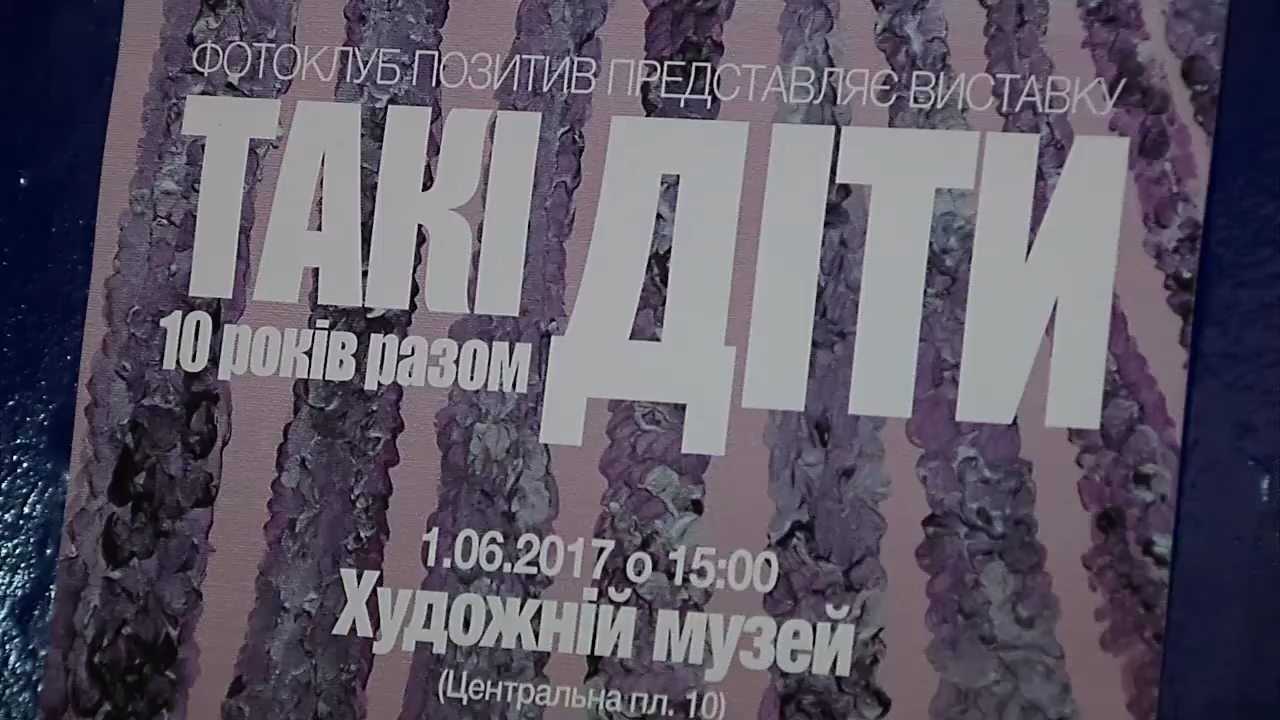 ФОТОКЛУБ ПОЗИТИВ ПРЕДСТАВЛЯЄ ВИСТАВКУ
ТАКІ ДІТИ
10 років разом
1.06.2017 о 15:00
Художній музей
(Центральна пл. 10)